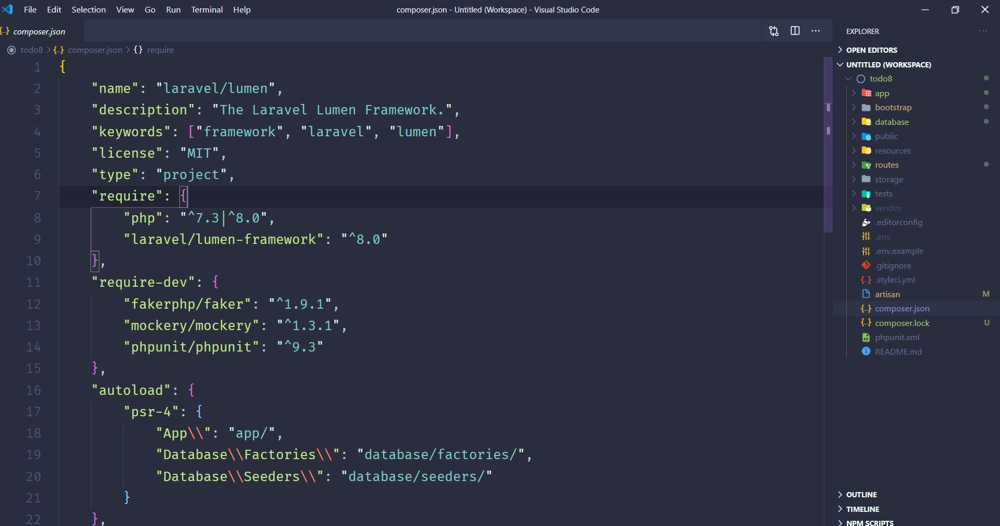 File Edit Selection View Go Run Terminal Help composer.json - Untitled (Workspace) - Visual Studio Code
composer.json
todo8 > composer.json > {} require
1 {
2 "name": "laravel/lumen",
3 "description": "The Laravel Lumen Framework.",
4 "keywords": ["framework", "laravel", "lumen"],
5 "license": "MIT",
6 "type": "project",
7 "require": {
8 "php": "^7.3|^8.0",
9 "laravel/lumen-framework": "^8.0"
10 },
11 "require-dev": {
12 "fakerphp/faker": "^1.9.1",
13 "mockery/mockery": "^1.3.1",
14 "phpunit/phpunit": "^9.3"
15 },
16 "autoload": {
17 "psr-4": {
18 "App\\": "app/",
19 "Database\\Factories\\": "database/factories/",
20 "Database\\Seeders\\": "database/seeders/"
21 }
22 },
EXPLORER
OPEN EDITORS
UNTITLED (WORKSPACE)
todo8
app
bootstrap
database
public
resources
routes
storage
tests
vendor
.editorconfig
.env
.env.example
.gitignore
.styleci.yml
artisan M
composer.json
composer.lock U
phpunit.xml
README.md
OUTLINE
TIMELINE
NPM SCRIPTS